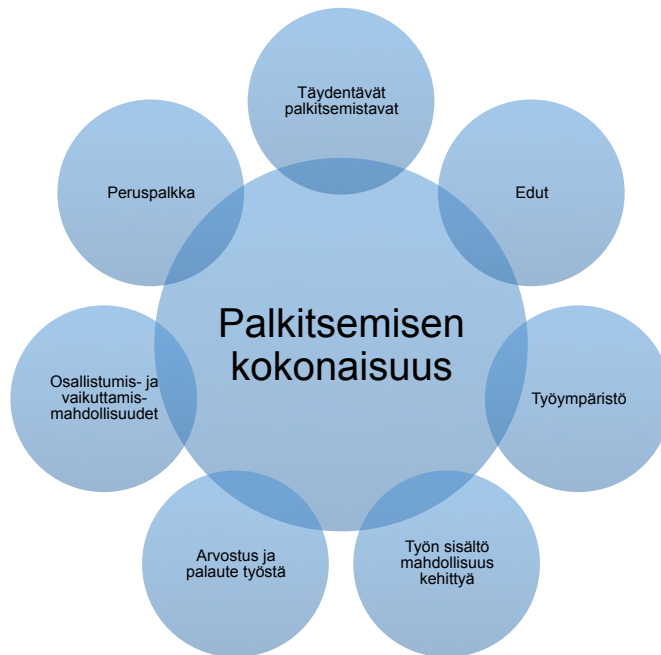 Täydentävät
palkitsemistavat
Peruspalkka
Edut
Palkitsemisen
kokonaisuus
Osallistumis- ja
vaikuttamis-
mahdollisuudet
Työympäristö
Arvostus ja
palaute työstä
Työn sisältö
mahdollisuus
kehittyä